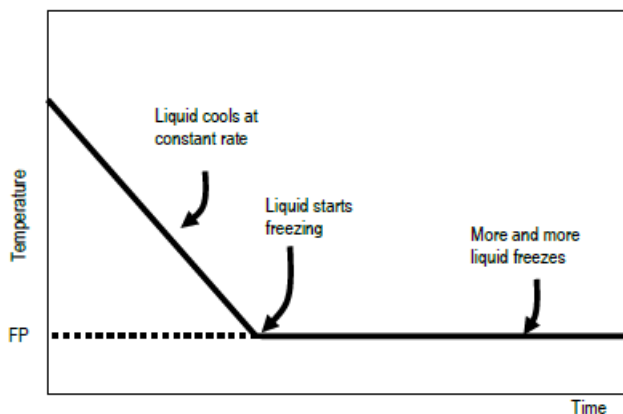 Liquid cools at
constant rate
Liquid starts
freezing
More and more
liquid freezes
Temperature
FP
Time